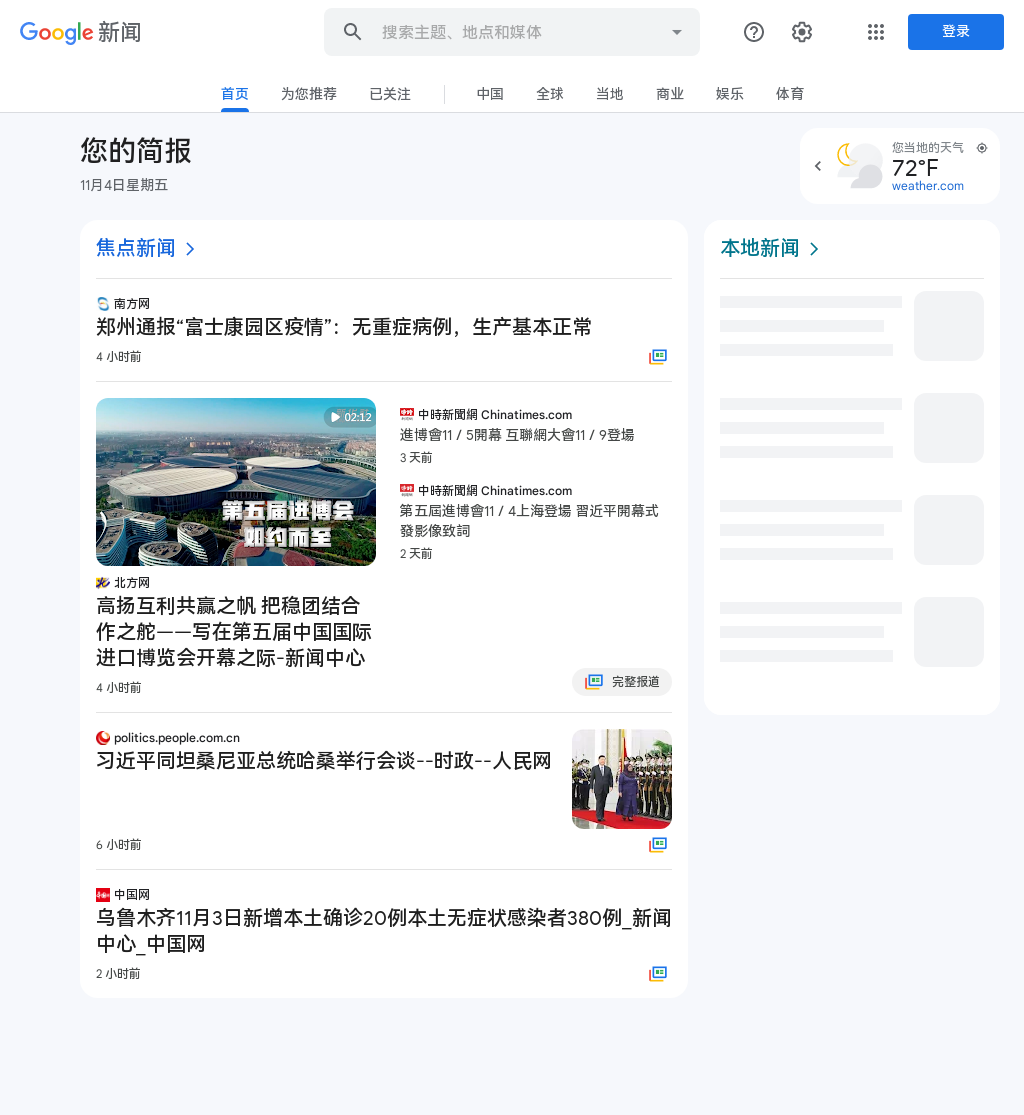 Google 新闻
搜索主题、地点和媒体
登录
首页 为您推荐 已关注 中国 全球 当地 商业 娱乐 体育
您的简报
11月4日星期五
您当地的天气
72°F
weather.com
焦点新闻
南方网
郑州通报“富士康园区疫情”：无重症病例，生产基本正常
4 小时前
02:12
第五届进博会
如约而至
北方网
高扬互利共赢之帆 把稳团结合
作之舵——写在第五届中国国际
进口博览会开幕之际-新闻中心
4 小时前
中時新聞網 Chinatimes.com
進博會11 / 5開幕 互聯網大會11 / 9登場
3 天前
中時新聞網 Chinatimes.com
第五屆進博會11 / 4上海登場 習近平開幕式
發影像致詞
2 天前
完整报道
politics.people.com.cn
习近平同坦桑尼亚总统哈桑举行会谈--时政--人民网
6 小时前
中国网
乌鲁木齐11月3日新增本土确诊20例本土无症状感染者380例_新闻
中心_中国网
2 小时前
本地新闻